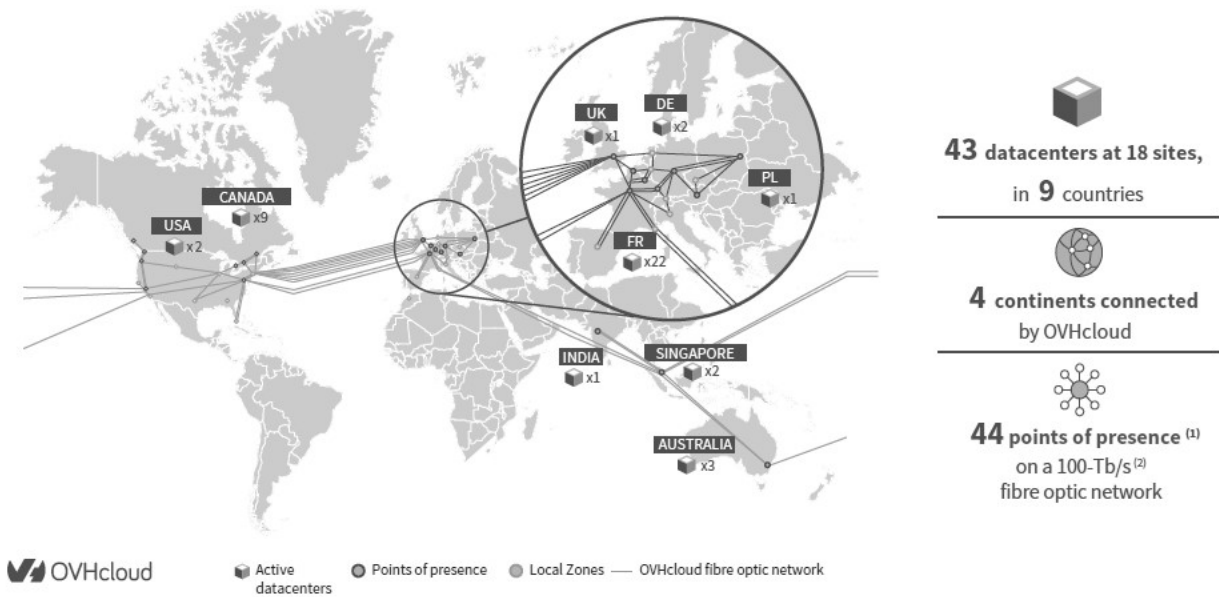 UK
x1
DE
x2
PL
x1
FR
x22
CANADA
x9
USA
x2
INDIA
x1
SINGAPORE
x2
AUSTRALIA
x3
43 datacenters at 18 sites,
in 9 countries
4 continents connected
by OVHcloud
44 points of presence (1)
on a 100-Tb/s (2)
fibre optic network
OVHcloud
Active
datacenters
Points of presence
Local Zones
OVHcloud fibre optic network